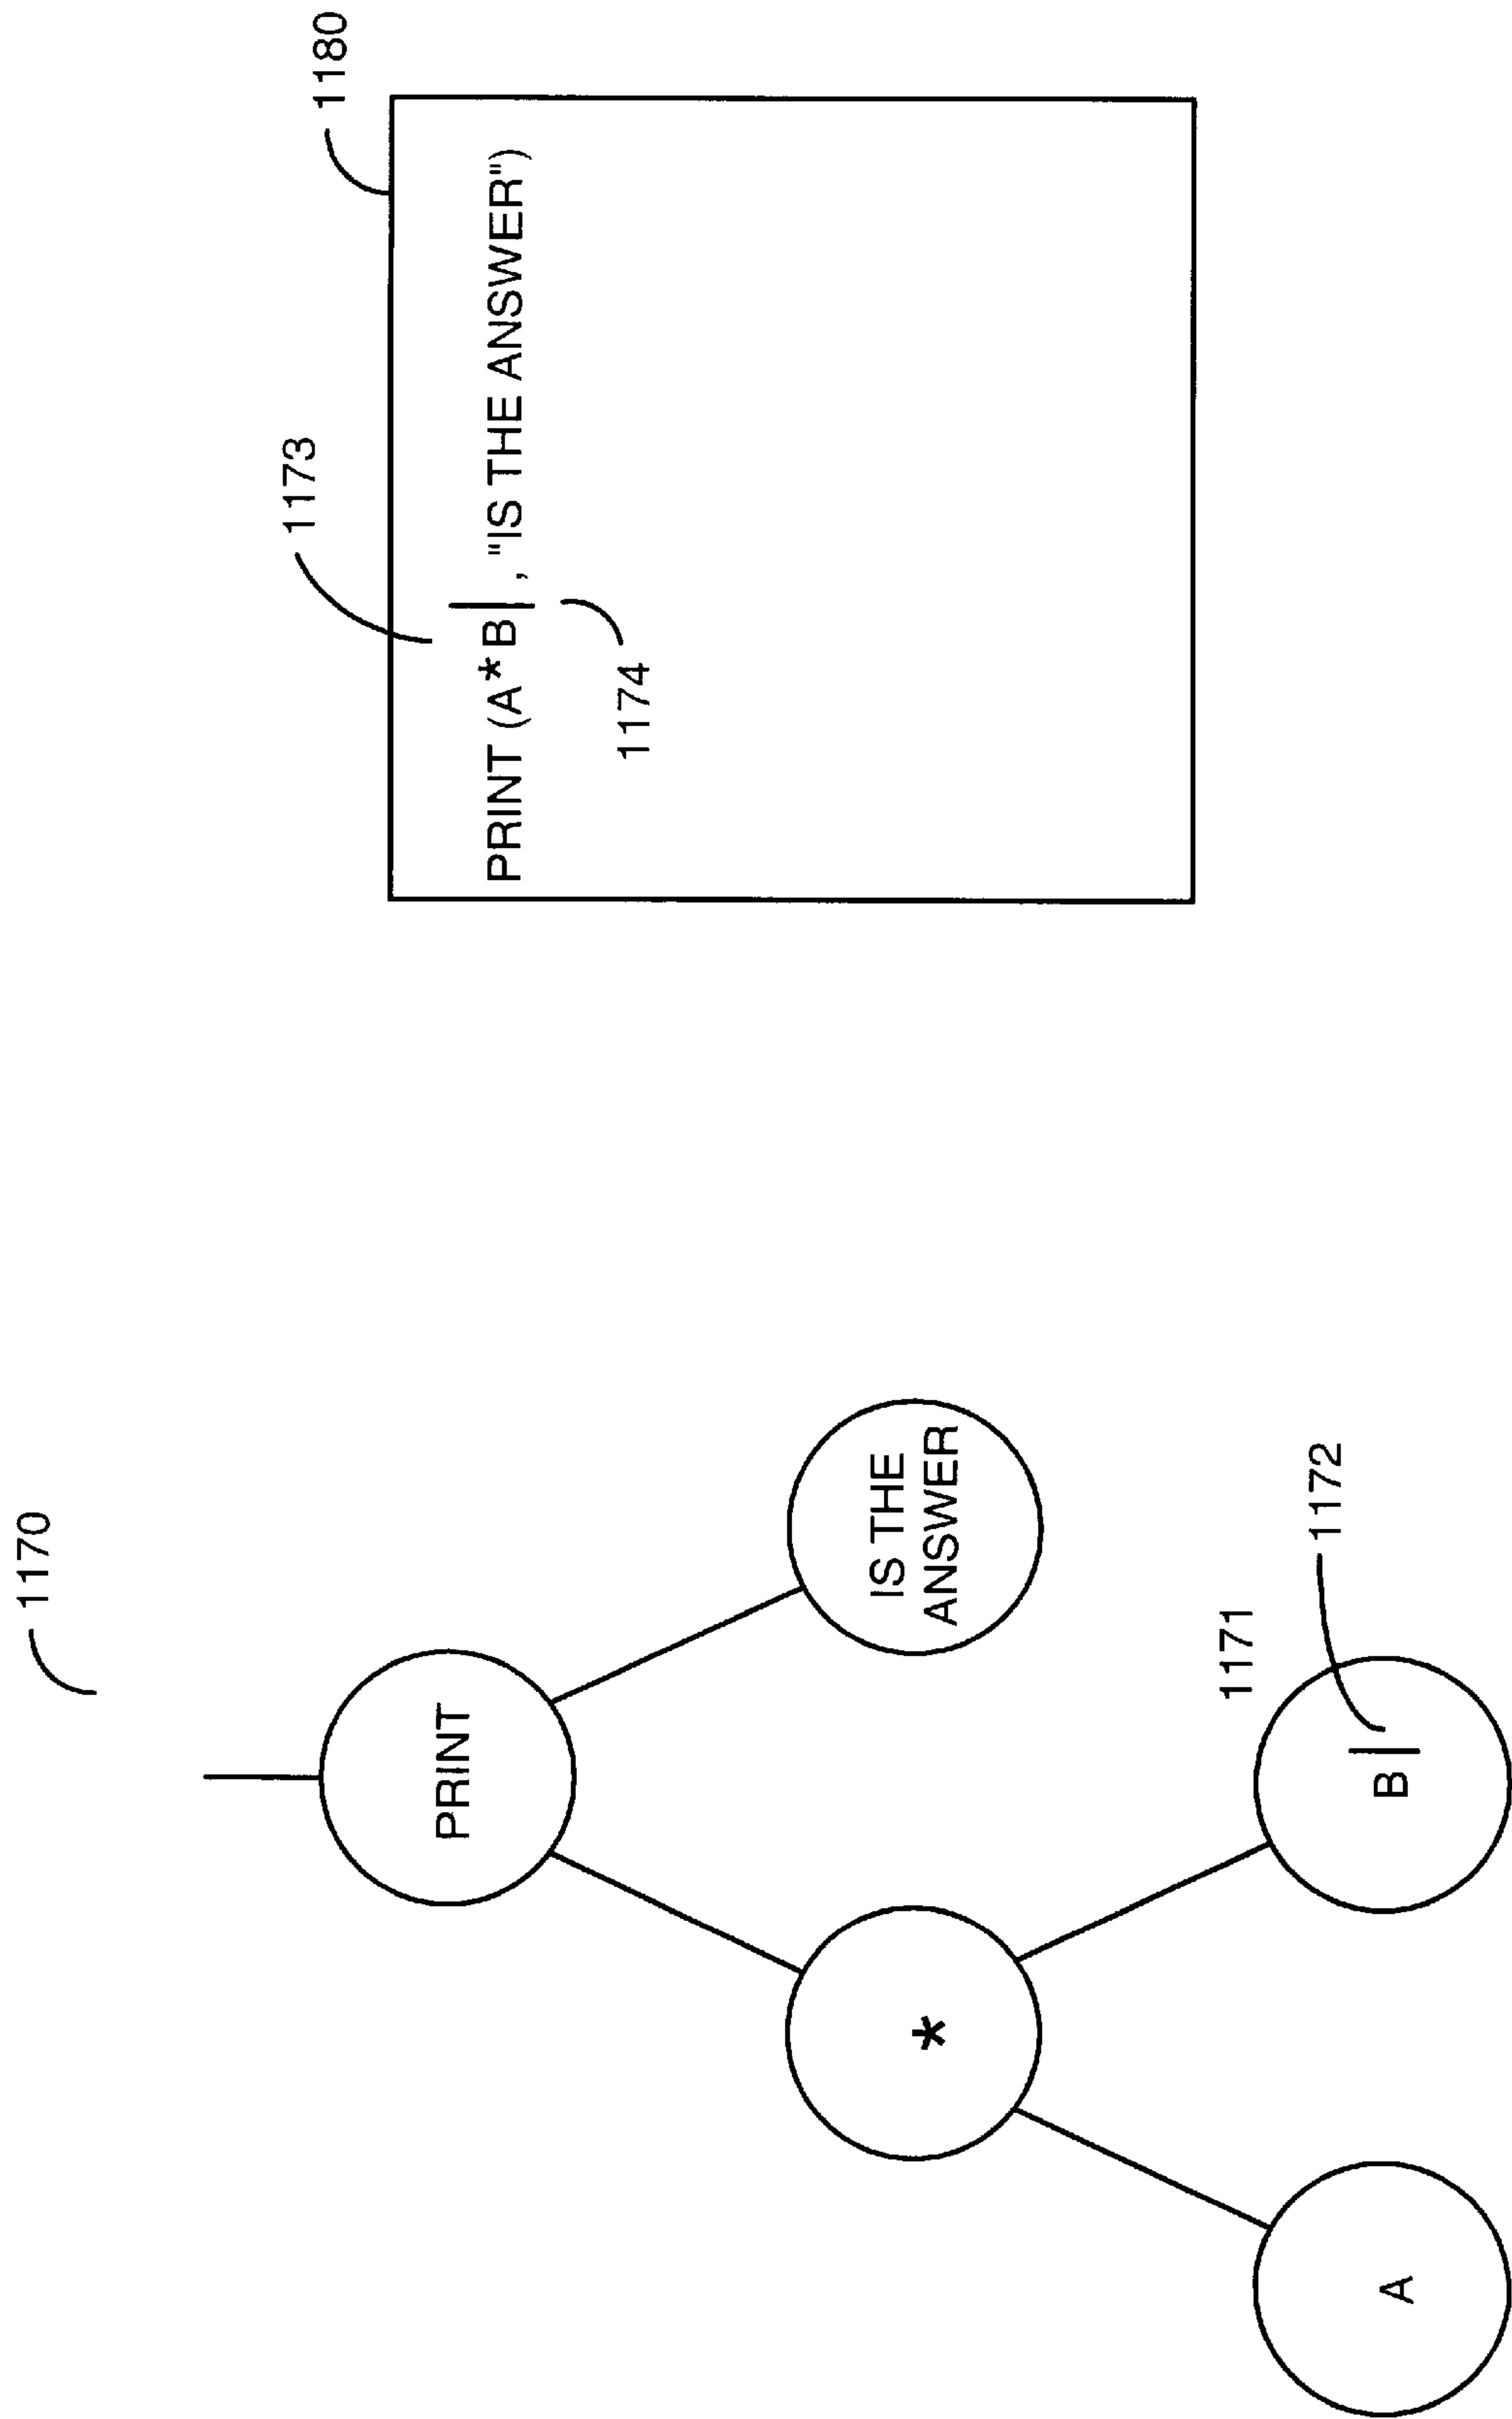 1170
PRINT
*
IS THE
ANSWER
A
B|
1171
1172
1180
1173
PRINT (A*B|, "IS THE ANSWER")
1174